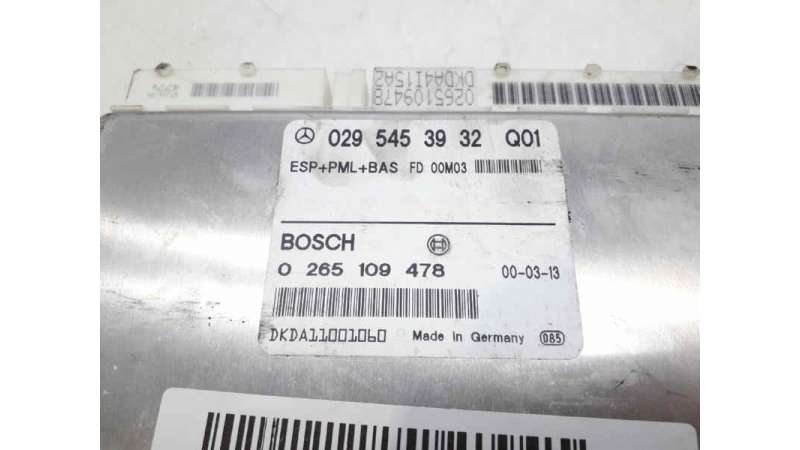 DKDA4I15A2
0265109478
029 545 39 32 Q01
ESP+PML+BAS FD 00M03
BOSCH
0 265 109 478 00-03-13
DKDA11001060 Made in Germany 085